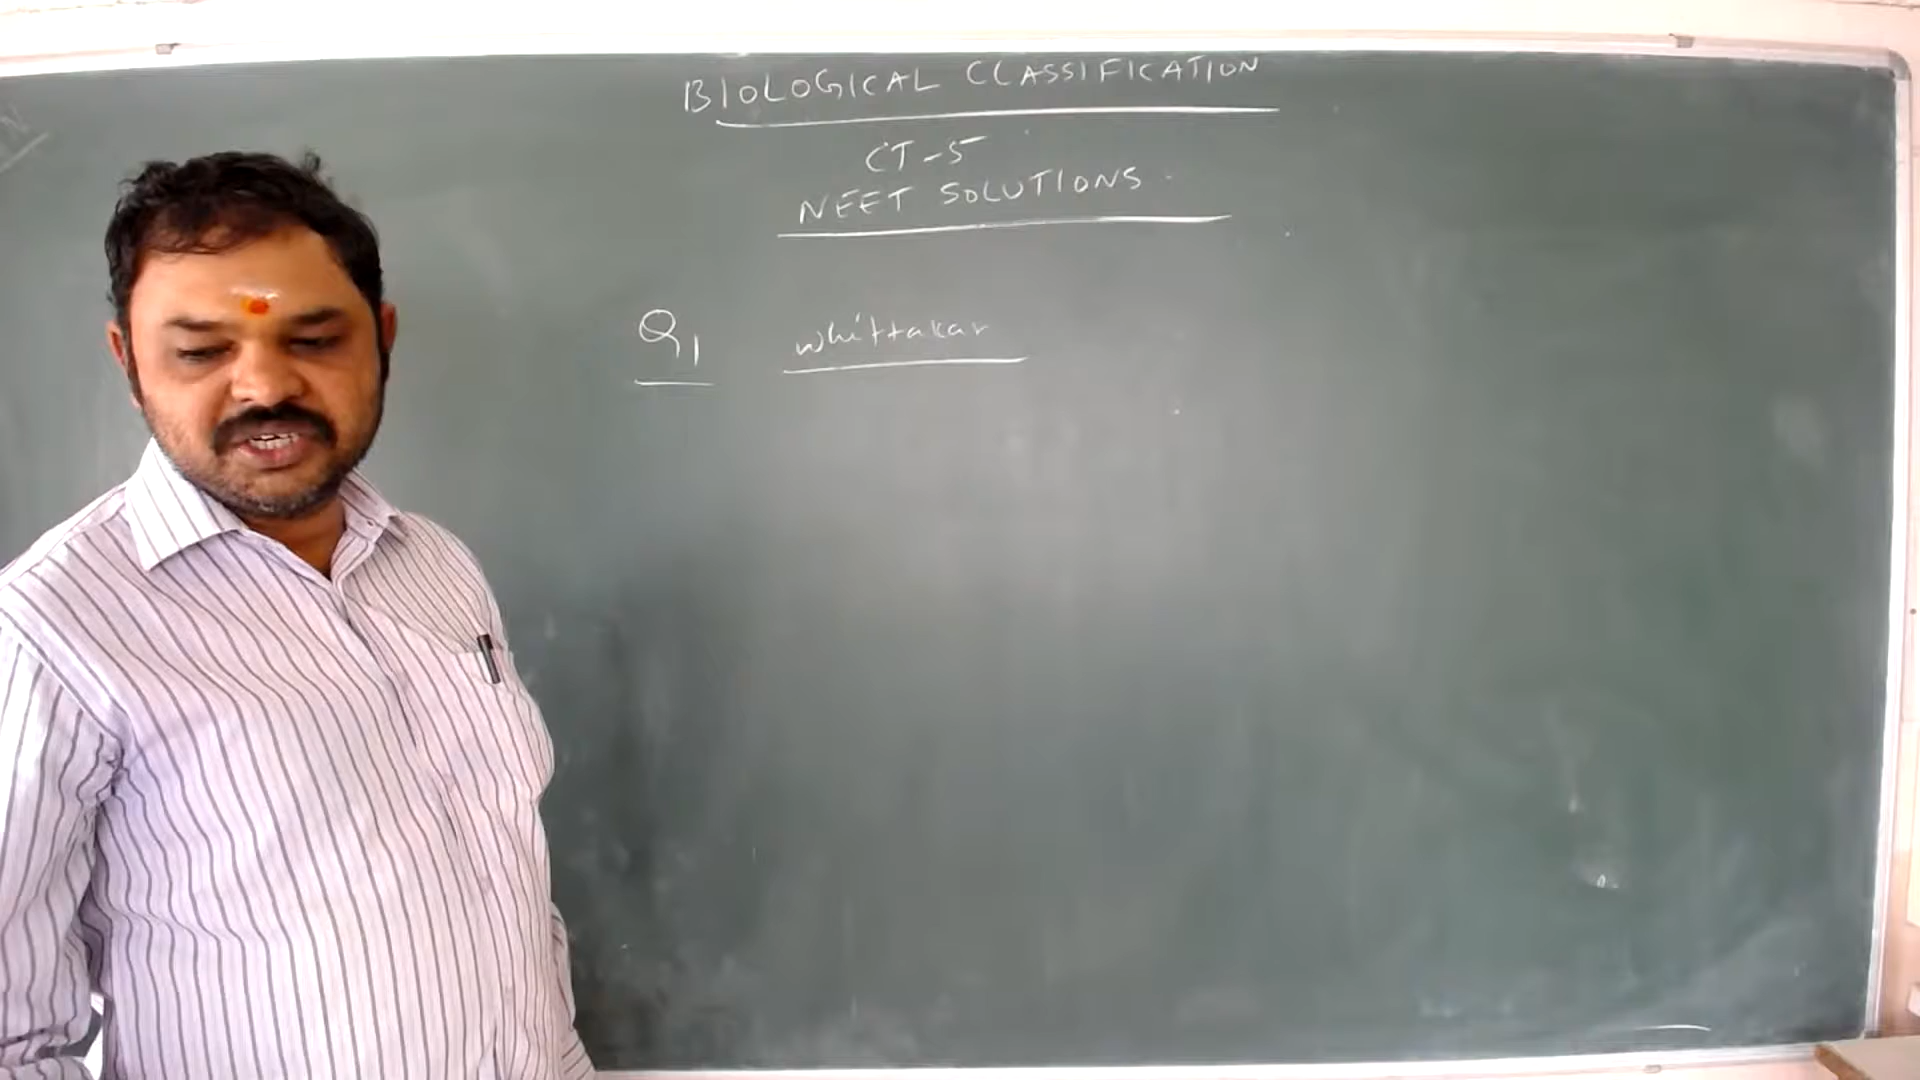 BIOLOGICAL CLASSIFICATION
CT-5
NEET SOLUTIONS
Q1 whittakar